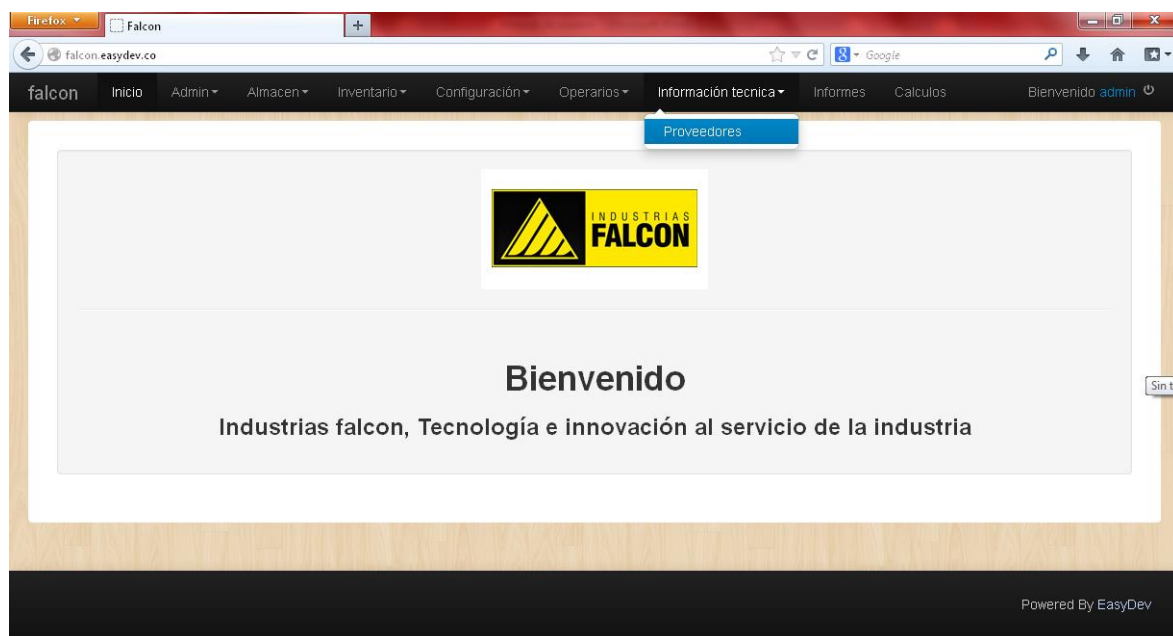 Firefox
Falcon
falcon.easydev.co
Google
falcon Inicio Admin Almacen Inventario Configuración Operarios Información tecnica Informes Calculos Bienvenido admin
Proveedores
INDUSTRIAS
FALCON
Bienvenido
Industrias falcon, Tecnología e innovación al servicio de la industria
Sin t
Powered By EasyDev